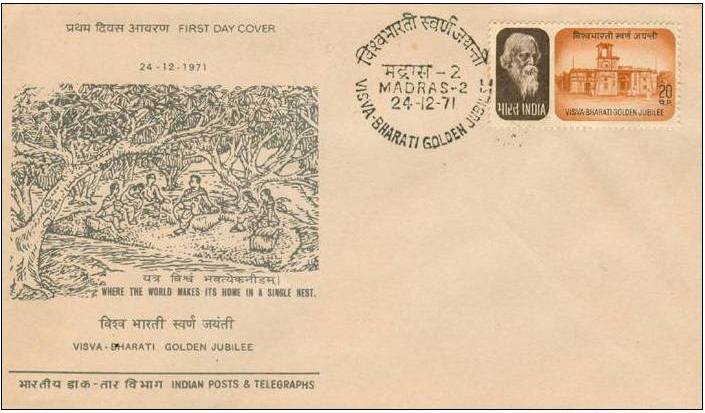 प्रथम दिवस आवरण FIRST DAY COVER
24-12-1971
यत्र विश्वं भवत्येकनीडम्।
WHERE THE WORLD MAKES ITS HOME IN A SINGLE NEST.
विश्व भारती स्वर्ण जयंती
VISVA-BHARATI GOLDEN JUBILEE
भारतीय डाक-तार विभाग INDIAN POSTS & TELEGRAPHS
विश्वभारती स्वर्ण जयन्ती
मद्रास-2
MADRAS-2
24-12-71
VISVA-BHARATI GOLDEN JUBILEE
भारत INDIA
विश्वभारती स्वर्ण जयन्ती
20
P.
प.
VISVA-BHARATI GOLDEN JUBILEE